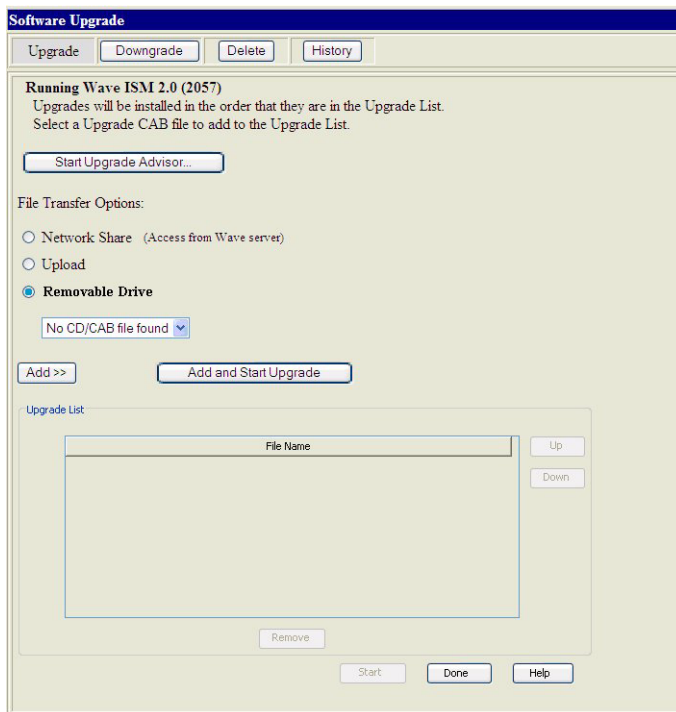 Software Upgrade
Upgrade Downgrade Delete History
Running Wave ISM 2.0 (2057)
Upgrades will be installed in the order that they are in the Upgrade List.
Select a Upgrade CAB file to add to the Upgrade List.
Start Upgrade Advisor...
File Transfer Options:
Network Share (Access from Wave server)
Upload
Removable Drive
No CD/CAB file found
Add >> Add and Start Upgrade
Upgrade List
File Name Up
Down
Remove
Start Done Help